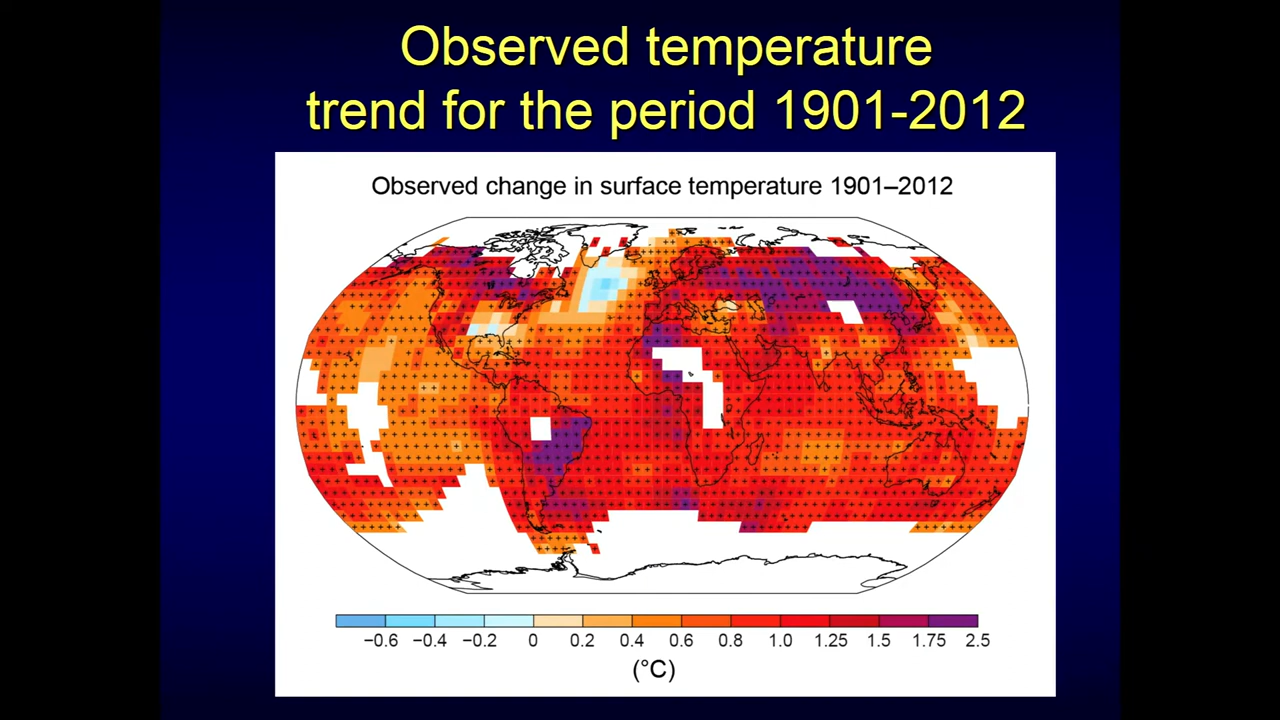 Observed temperature
trend for the period 1901-2012
Observed change in surface temperature 1901–2012
−0.6 −0.4 −0.2 0 0.2 0.4 0.6 0.8 1.0 1.25 1.5 1.75 2.5
(°C)